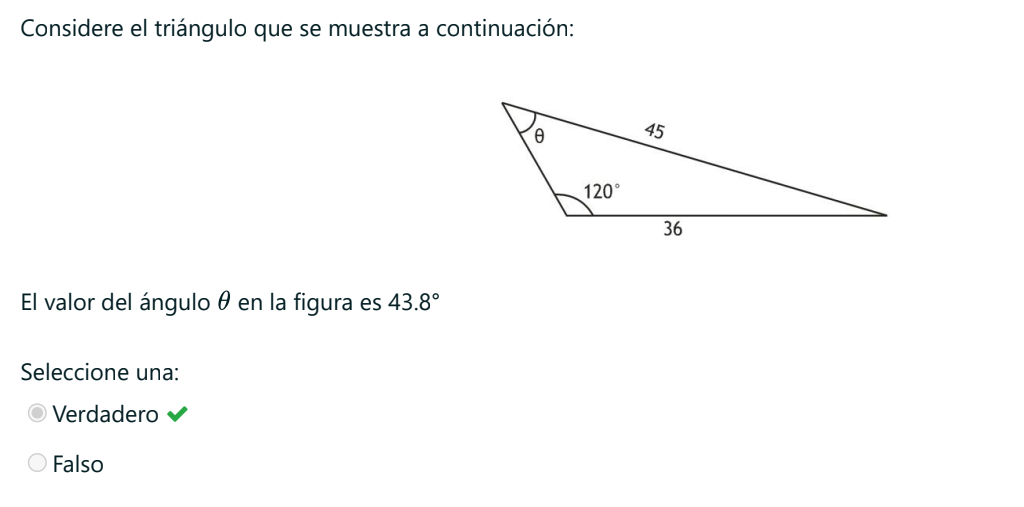 Considere el triángulo que se muestra a continuación:
45
θ
120°
36
El valor del ángulo θ en la figura es 43.8°
Seleccione una:
Verdadero
Falso